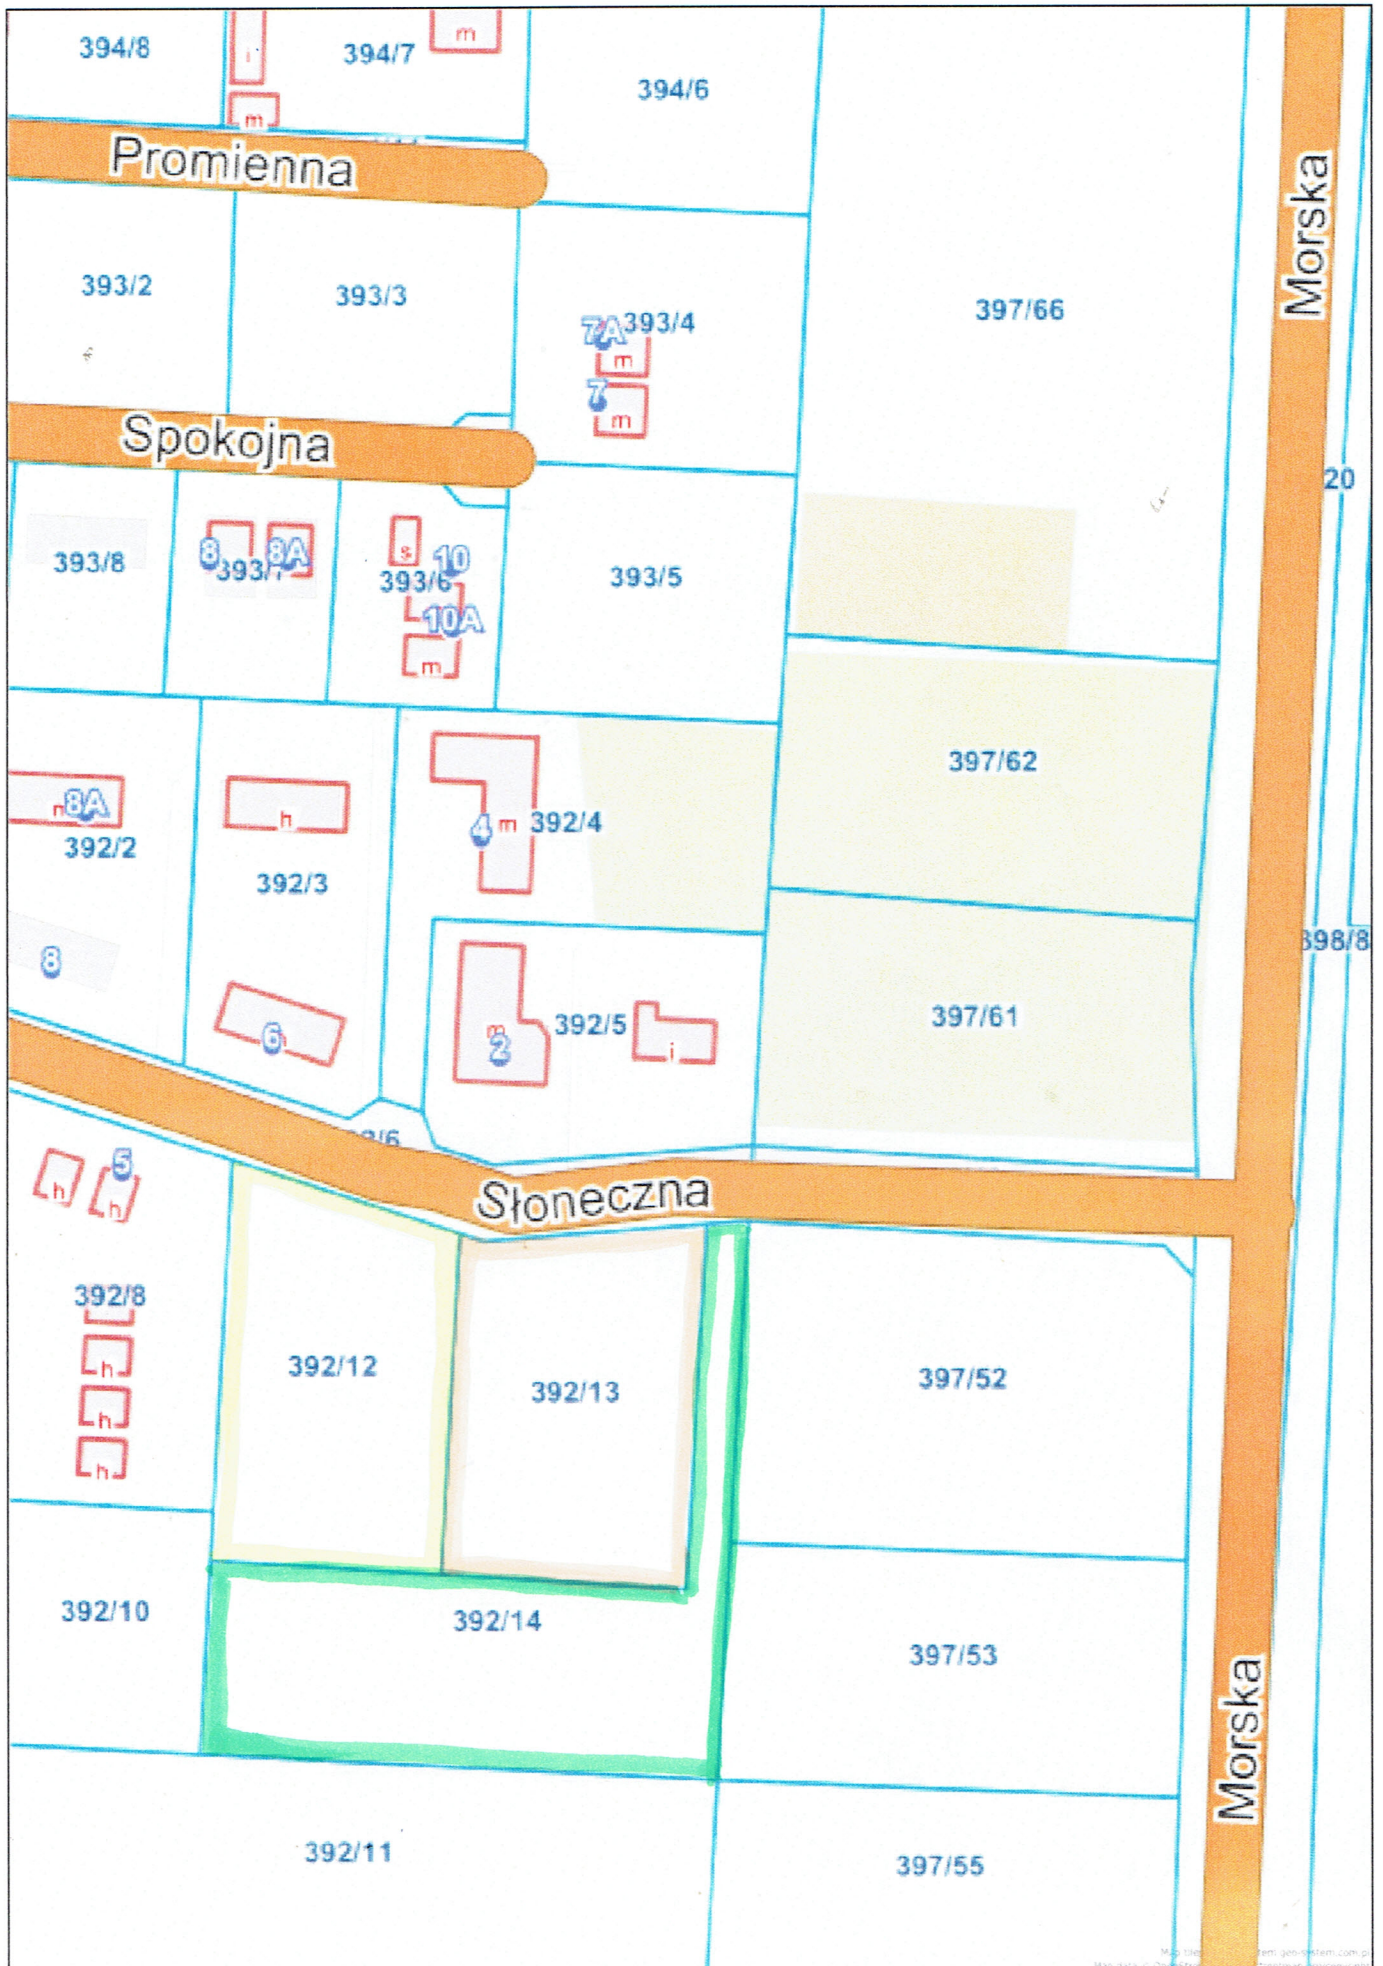 394/8
i
394/7
m
394/6
m
Promienna
Morska
393/2
393/3
397/66
7A
393/4
m
7
m
Spokojna
20
393/8
8
8A
s
10
393/6
393/5
10A
m
397/62
8A
h
4
m
392/4
392/2
392/3
8
398/8
6
m
2
392/5
i
397/61
5
h
h
Słoneczna
392/8
h
h
h
392/12
392/13
397/52
392/10
392/14
397/53
Morska
392/11
397/55